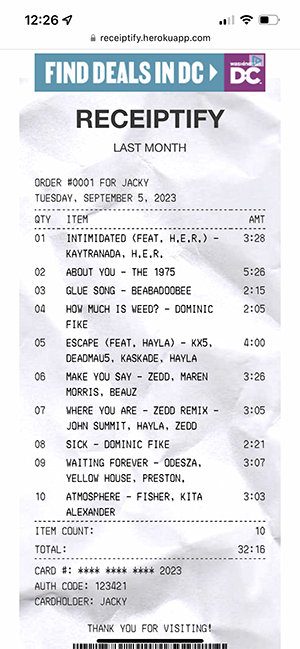 12:26
receiptify.herokuapp.com
FIND DEALS IN DC
WASHINGTON
DC.
RECEIPTIFY
LAST MONTH
ORDER #0001 FOR JACKY
TUESDAY, SEPTEMBER 5, 2023
QTY ITEM AMT
01 INTIMIDATED (FEAT. H.E.R.) - 3:28
KAYTRANADA, H.E.R.
02 ABOUT YOU - THE 1975 5:26
03 GLUE SONG - BEABADOOBEE 2:15
04 HOW MUCH IS WEED? - DOMINIC 2:05
FIKE
05 ESCAPE (FEAT. HAYLA) - KX5, 4:00
DEADMAU5, KASKADE, HAYLA
06 MAKE YOU SAY - ZEDD, MAREN 3:26
MORRIS, BEAUZ
07 WHERE YOU ARE - ZEDD REMIX - 3:05
JOHN SUMMIT, HAYLA, ZEDD
08 SICK - DOMINIC FIKE 2:21
09 WAITING FOREVER - ODESZA, 3:07
YELLOW HOUSE, PRESTON,
10 ATMOSPHERE - FISHER, KITA 3:03
ALEXANDER
ITEM COUNT: 10
TOTAL: 32:16
CARD #: **** **** **** 2023
AUTH CODE: 123421
CARDHOLDER: JACKY
THANK YOU FOR VISITING!